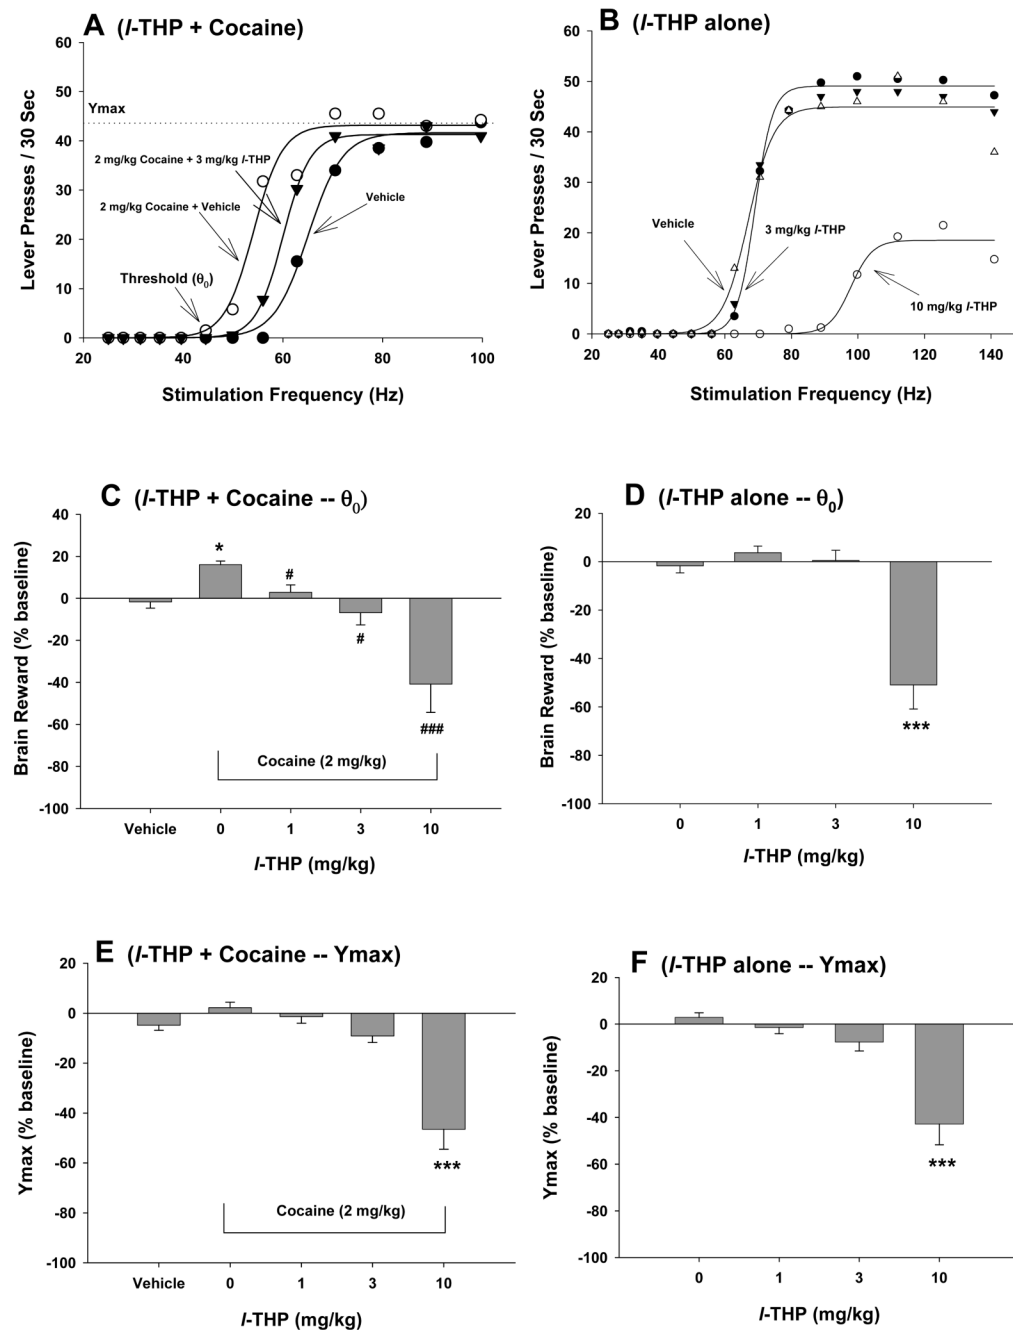 A (l-THP + Cocaine)
60
50
40
30
20
10
0
Lever Presses / 30 Sec
Ymax
2 mg/kg Cocaine + 3 mg/kg l-THP
2 mg/kg Cocaine + Vehicle
Vehicle
Threshold (θ0)
20 40 60 80 100
Stimulation Frequency (Hz)
B (l-THP alone)
60
50
40
30
20
10
0
Lever Presses / 30 Sec
Vehicle
3 mg/kg l-THP
10 mg/kg l-THP
20 40 60 80 100 120 140
Stimulation Frequency (Hz)
C (l-THP + Cocaine -- θ0)
40
20
0
-20
-40
-60
-80
-100
Brain Reward (% baseline)
*
#
#
###
Cocaine (2 mg/kg)
Vehicle 0 1 3 10
l-THP (mg/kg)
D (l-THP alone -- θ0)
20
0
-20
-40
-60
-80
-100
Brain Reward (% baseline)
***
0 1 3 10
l-THP (mg/kg)
E (l-THP + Cocaine -- Ymax)
20
0
-20
-40
-60
-80
-100
Ymax (% baseline)
***
Cocaine (2 mg/kg)
Vehicle 0 1 3 10
l-THP (mg/kg)
F (l-THP alone -- Ymax)
20
0
-20
-40
-60
-80
-100
Ymax (% baseline)
***
0 1 3 10
l-THP (mg/kg)